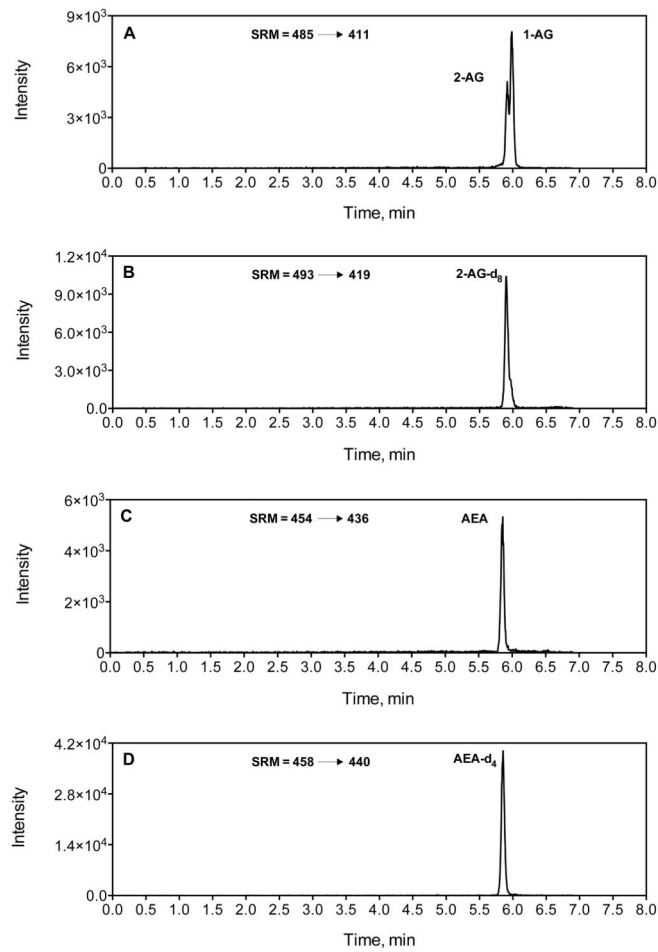 A
SRM = 485 → 411
1-AG
2-AG
Intensity
9×10³
6×10³
3×10³
0
0.0 0.5 1.0 1.5 2.0 2.5 3.0 3.5 4.0 4.5 5.0 5.5 6.0 6.5 7.0 8.0
Time, min
B
SRM = 493 → 419
2-AG-d₈
Intensity
1.2×10⁴
9.0×10³
6.0×10³
3.0×10³
0.0
0.0 0.5 1.0 1.5 2.0 2.5 3.0 3.5 4.0 4.5 5.0 5.5 6.0 6.5 7.0 8.0
Time, min
C
SRM = 454 → 436
AEA
Intensity
6×10³
4×10³
2×10³
0
0.0 0.5 1.0 1.5 2.0 2.5 3.0 3.5 4.0 4.5 5.0 5.5 6.0 6.5 7.0 8.0
Time, min
D
SRM = 458 → 440
AEA-d₄
Intensity
4.2×10⁴
2.8×10⁴
1.4×10⁴
0.0
0.0 0.5 1.0 1.5 2.0 2.5 3.0 3.5 4.0 4.5 5.0 5.5 6.0 6.5 7.0 8.0
Time, min